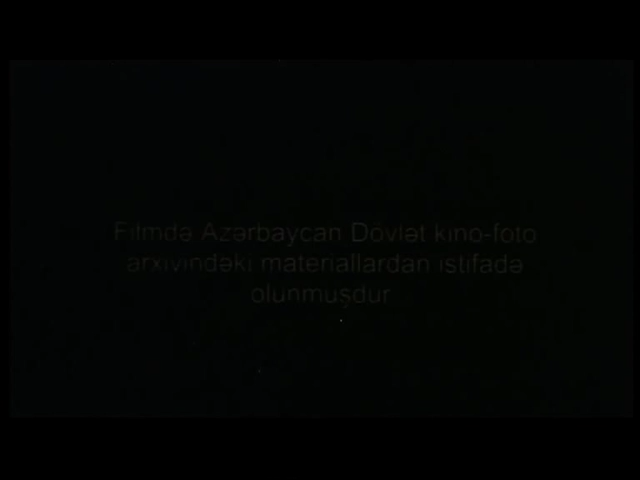 Filmdə Azərbaycan Dövlət kino-foto
arxivindəki materiallardan istifadə
olunmuşdur